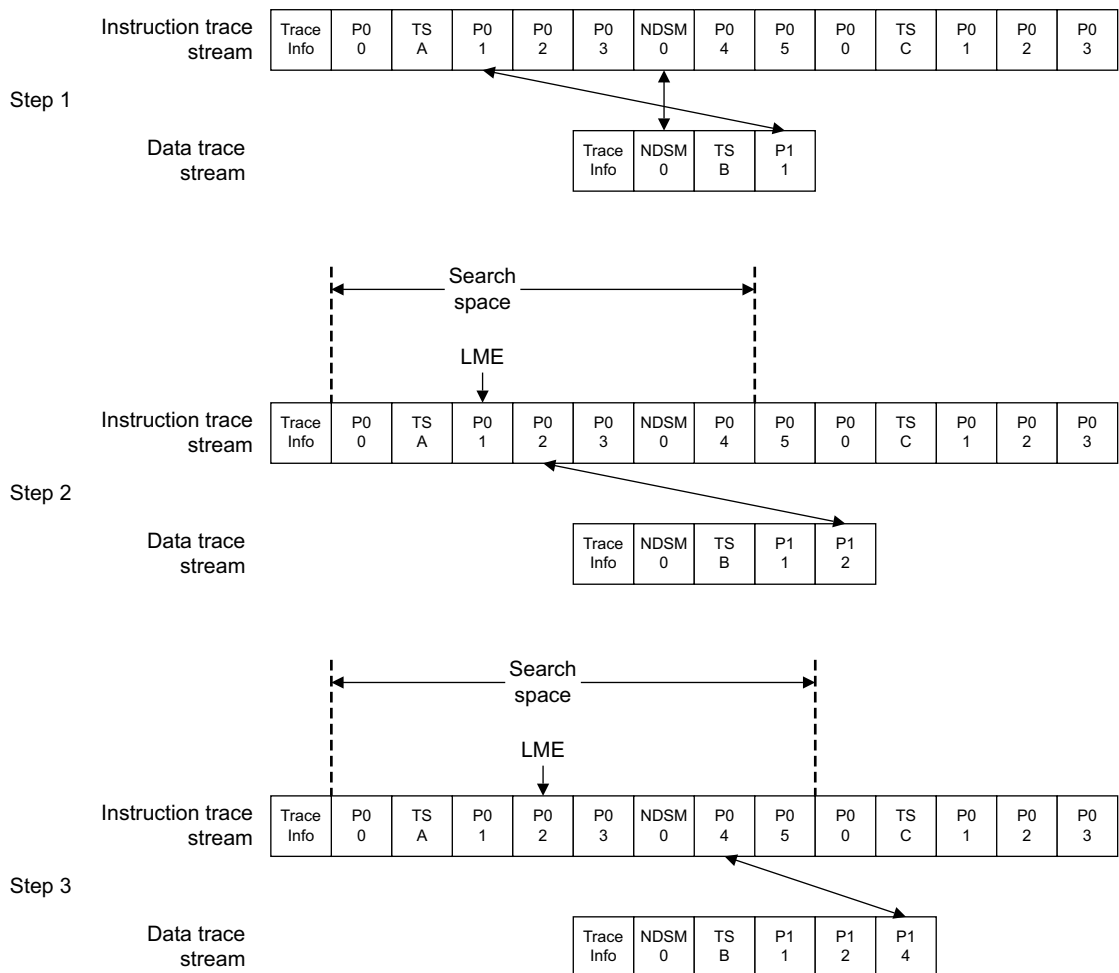 Instruction trace
stream
Trace
Info
P0
0
TS
A
P0
1
P0
2
P0
3
NDSM
0
P0
4
P0
5
P0
0
TS
C
P0
1
P0
2
P0
3
Step 1
Data trace
stream
Trace
Info
NDSM
0
TS
B
P1
1
Search
space
LME
Instruction trace
stream
Trace
Info
P0
0
TS
A
P0
1
P0
2
P0
3
NDSM
0
P0
4
P0
5
P0
0
TS
C
P0
1
P0
2
P0
3
Step 2
Data trace
stream
Trace
Info
NDSM
0
TS
B
P1
1
P1
2
Search
space
LME
Instruction trace
stream
Trace
Info
P0
0
TS
A
P0
1
P0
2
P0
3
NDSM
0
P0
4
P0
5
P0
0
TS
C
P0
1
P0
2
P0
3
Step 3
Data trace
stream
Trace
Info
NDSM
0
TS
B
P1
1
P1
2
P1
4